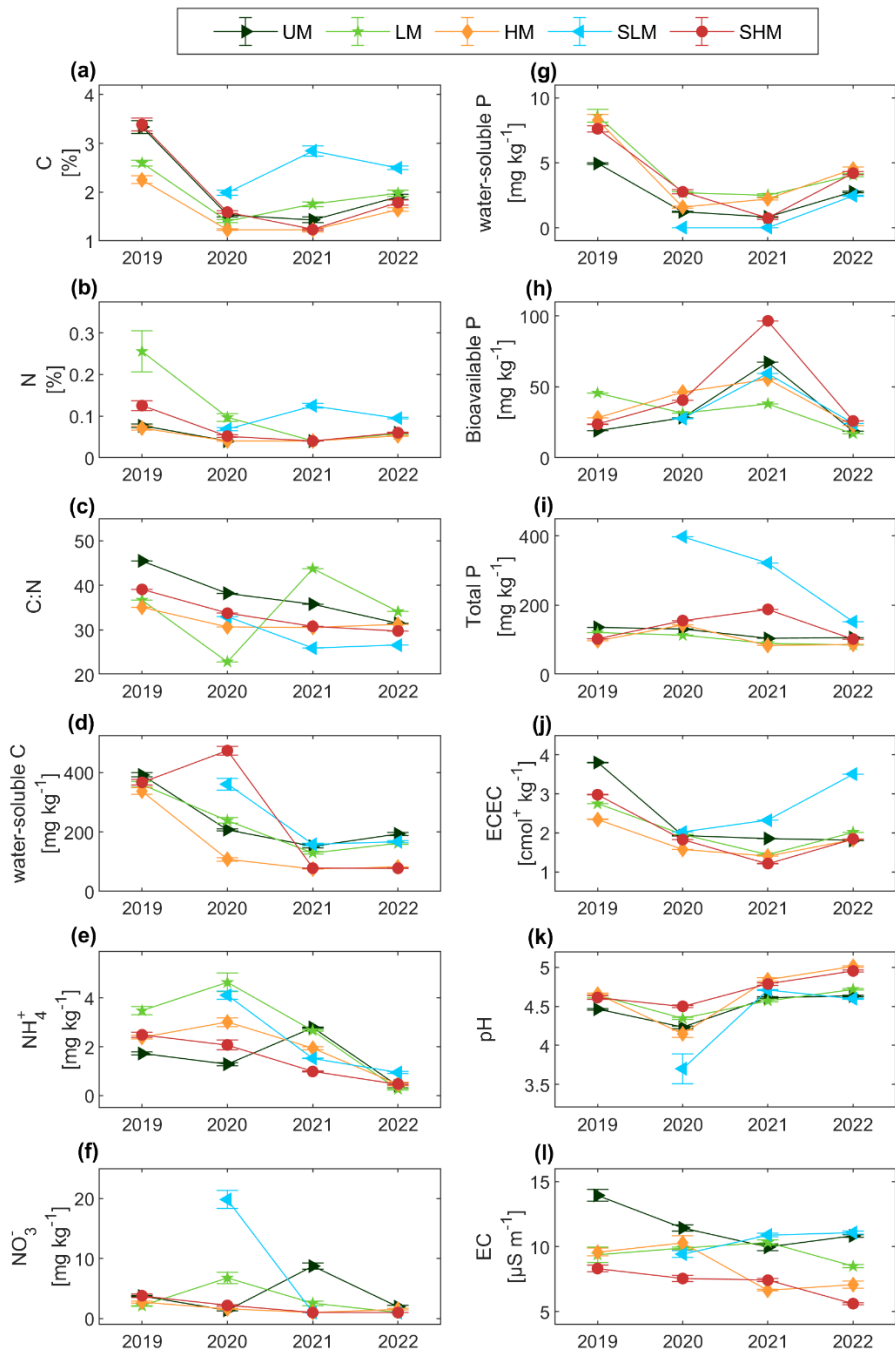 UM LM HM SLM SHM
(a)
C
[%]
4
3
2
1
2019 2020 2021 2022
(b)
N
[%]
0.3
0.2
0.1
0
2019 2020 2021 2022
(c)
C:N
50
40
30
20
2019 2020 2021 2022
(d)
water-soluble C
[mg kg⁻¹]
400
200
0
2019 2020 2021 2022
(e)
NH₄⁺
[mg kg⁻¹]
4
2
0
2019 2020 2021 2022
(f)
NO₃⁻
[mg kg⁻¹]
20
10
0
2019 2020 2021 2022
(g)
water-soluble P
[mg kg⁻¹]
10
5
0
2019 2020 2021 2022
(h)
Bioavailable P
[mg kg⁻¹]
100
50
0
2019 2020 2021 2022
(i)
Total P
[mg kg⁻¹]
400
200
0
2019 2020 2021 2022
(j)
ECEC
[cmol⁺ kg⁻¹]
4
3
2
1
2019 2020 2021 2022
(k)
pH
5
4.5
4
3.5
2019 2020 2021 2022
(l)
EC
[µS m⁻¹]
15
10
5
2019 2020 2021 2022